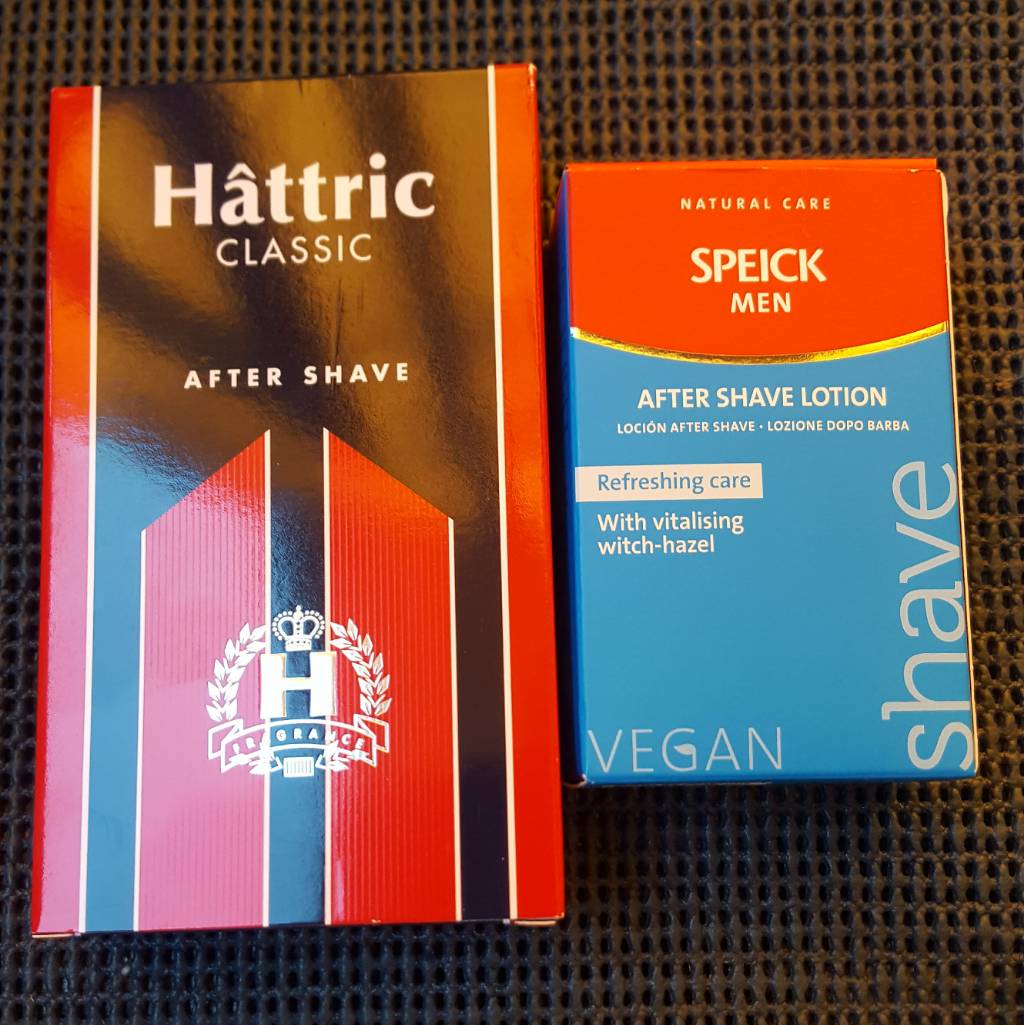 Hâttric
CLASSIC
AFTER SHAVE
H
FRAGRANCE
NATURAL CARE
SPEICK
MEN
AFTER SHAVE LOTION
LOCIÓN AFTER SHAVE · LOZIONE DOPO BARBA
Refreshing care
With vitalising
witch-hazel
shave
VEGAN